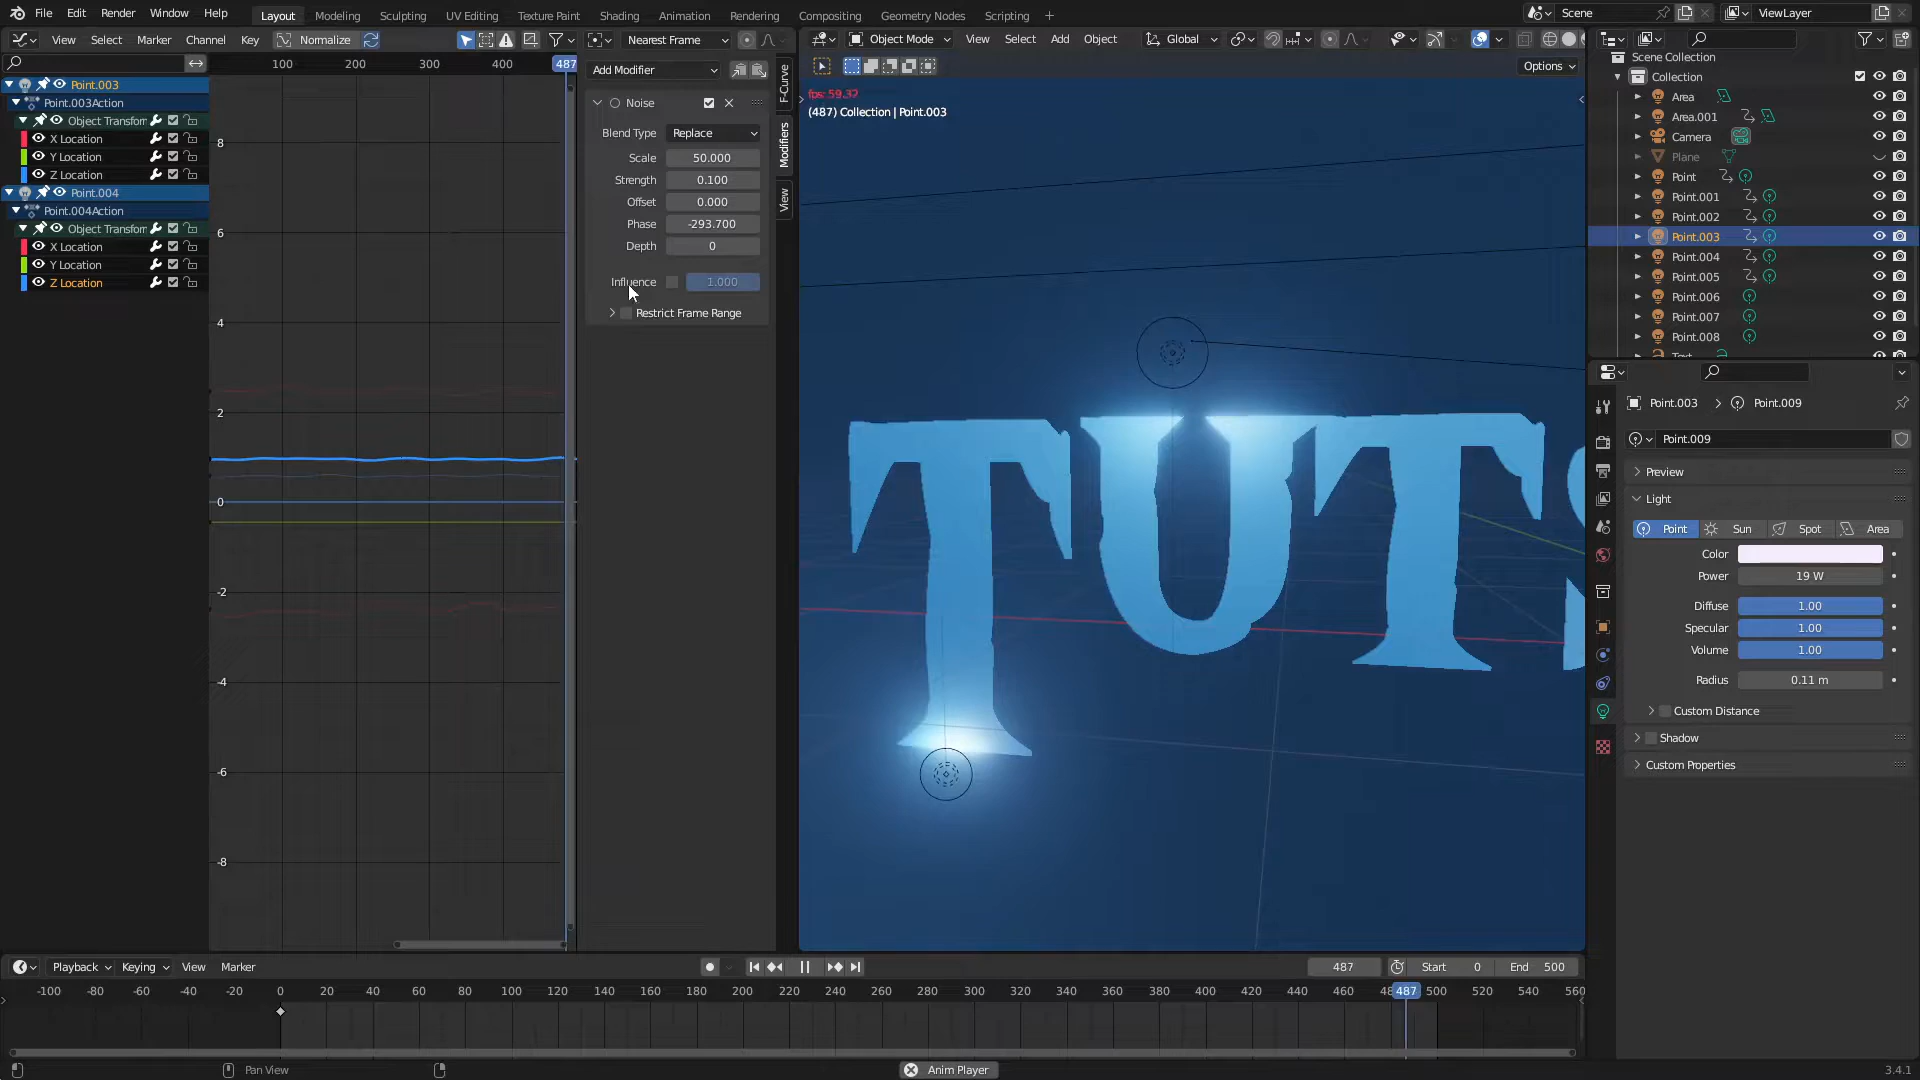 File Edit Render Window Help Layout Modeling Sculpting UV Editing Texture Paint Shading Animation Rendering Compositing Geometry Nodes Scripting + Scene ViewLayer
View Select Marker Channel Key Normalize Nearest Frame Object Mode View Select Add Object Global
100 200 300 400 487
Add Modifier
Options
Point.003
Point.003Action
Object Transfor
X Location
Y Location
Z Location
Point.004
Point.004Action
Object Transfor
X Location
Y Location
Z Location
8
6
4
2
0
-2
-4
-6
-8
Noise
Blend Type Replace
Scale 50.000
Strength 0.100
Offset 0.000
Phase -293.700
Depth 0
Influence 1.000
Restrict Frame Range
F-Curve
Modifiers
View
fps: 59.32
(487) Collection | Point.003
TUTS
Scene Collection
Collection
Area
Area.001
Camera
Plane
Point
Point.001
Point.002
Point.003
Point.004
Point.005
Point.006
Point.007
Point.008
Text
Point.003 > Point.009
Point.009
Preview
Light
Point Sun Spot Area
Color
Power 19 W
Diffuse 1.00
Specular 1.00
Volume 1.00
Radius 0.11 m
Custom Distance
Shadow
Custom Properties
Playback Keying View Marker 487 Start 0 End 500
-100 -80 -60 -40 -20 0 20 40 60 80 100 120 140 160 180 200 220 240 260 280 300 320 340 360 380 400 420 440 460 487 500 520 540 560
Pan View Anim Player 3.4.1